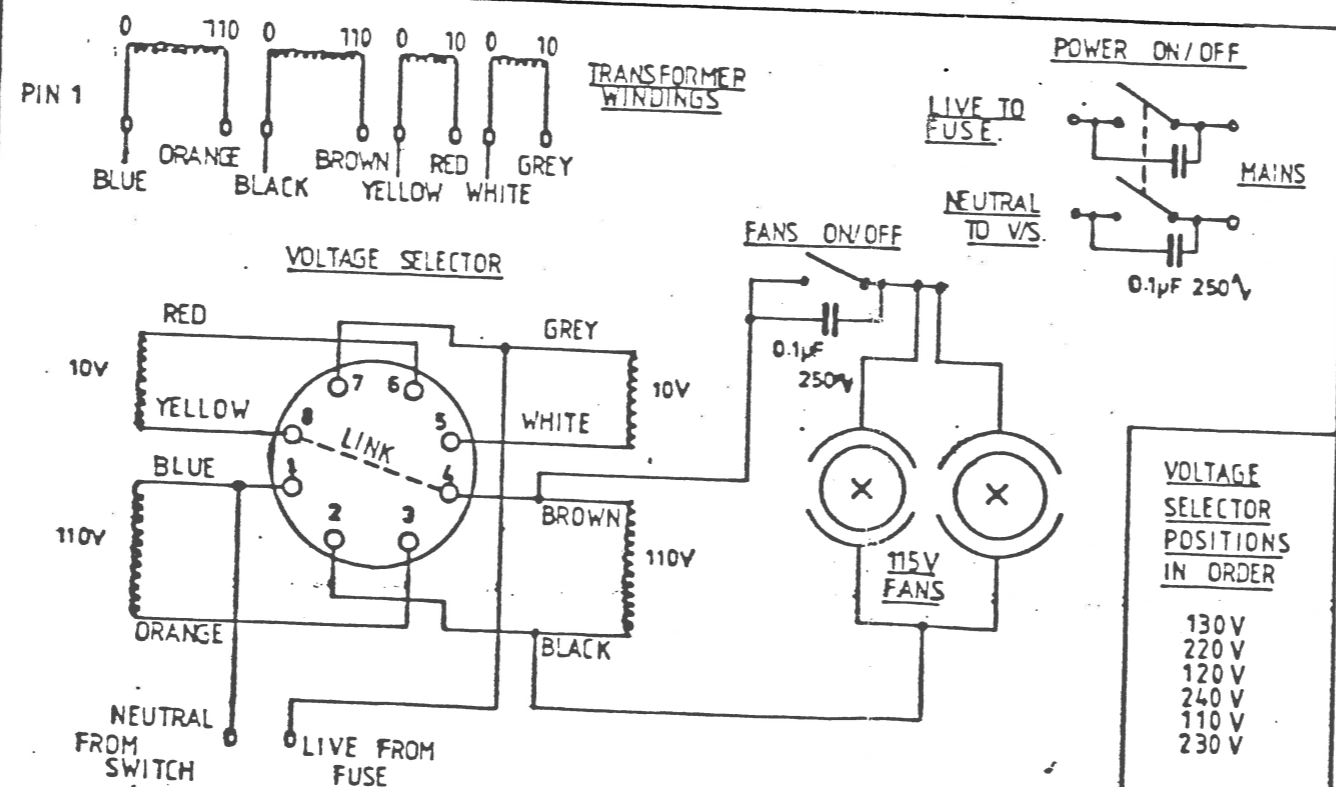 0 110 0 110 0 10 0 10
PIN 1
BLUE
ORANGE
BLACK
BROWN
YELLOW
RED
WHITE
GREY
TRANSFORMER
WINDINGS
POWER ON/OFF
LIVE TO
FUSE.
MAINS
NEUTRAL
TO V/S.
0.1µF 250∿
VOLTAGE SELECTOR
RED
10V
YELLOW
BLUE
110V
ORANGE
7
6
8
5
LINK
1
4
2
3
GREY
10V
WHITE
BROWN
110V
BLACK
NEUTRAL
FROM
SWITCH
LIVE FROM
FUSE
FANS ON/OFF
0.1µF
250∿
115V
FANS
VOLTAGE
SELECTOR
POSITIONS
IN ORDER
130V
220V
120V
240V
110V
230V